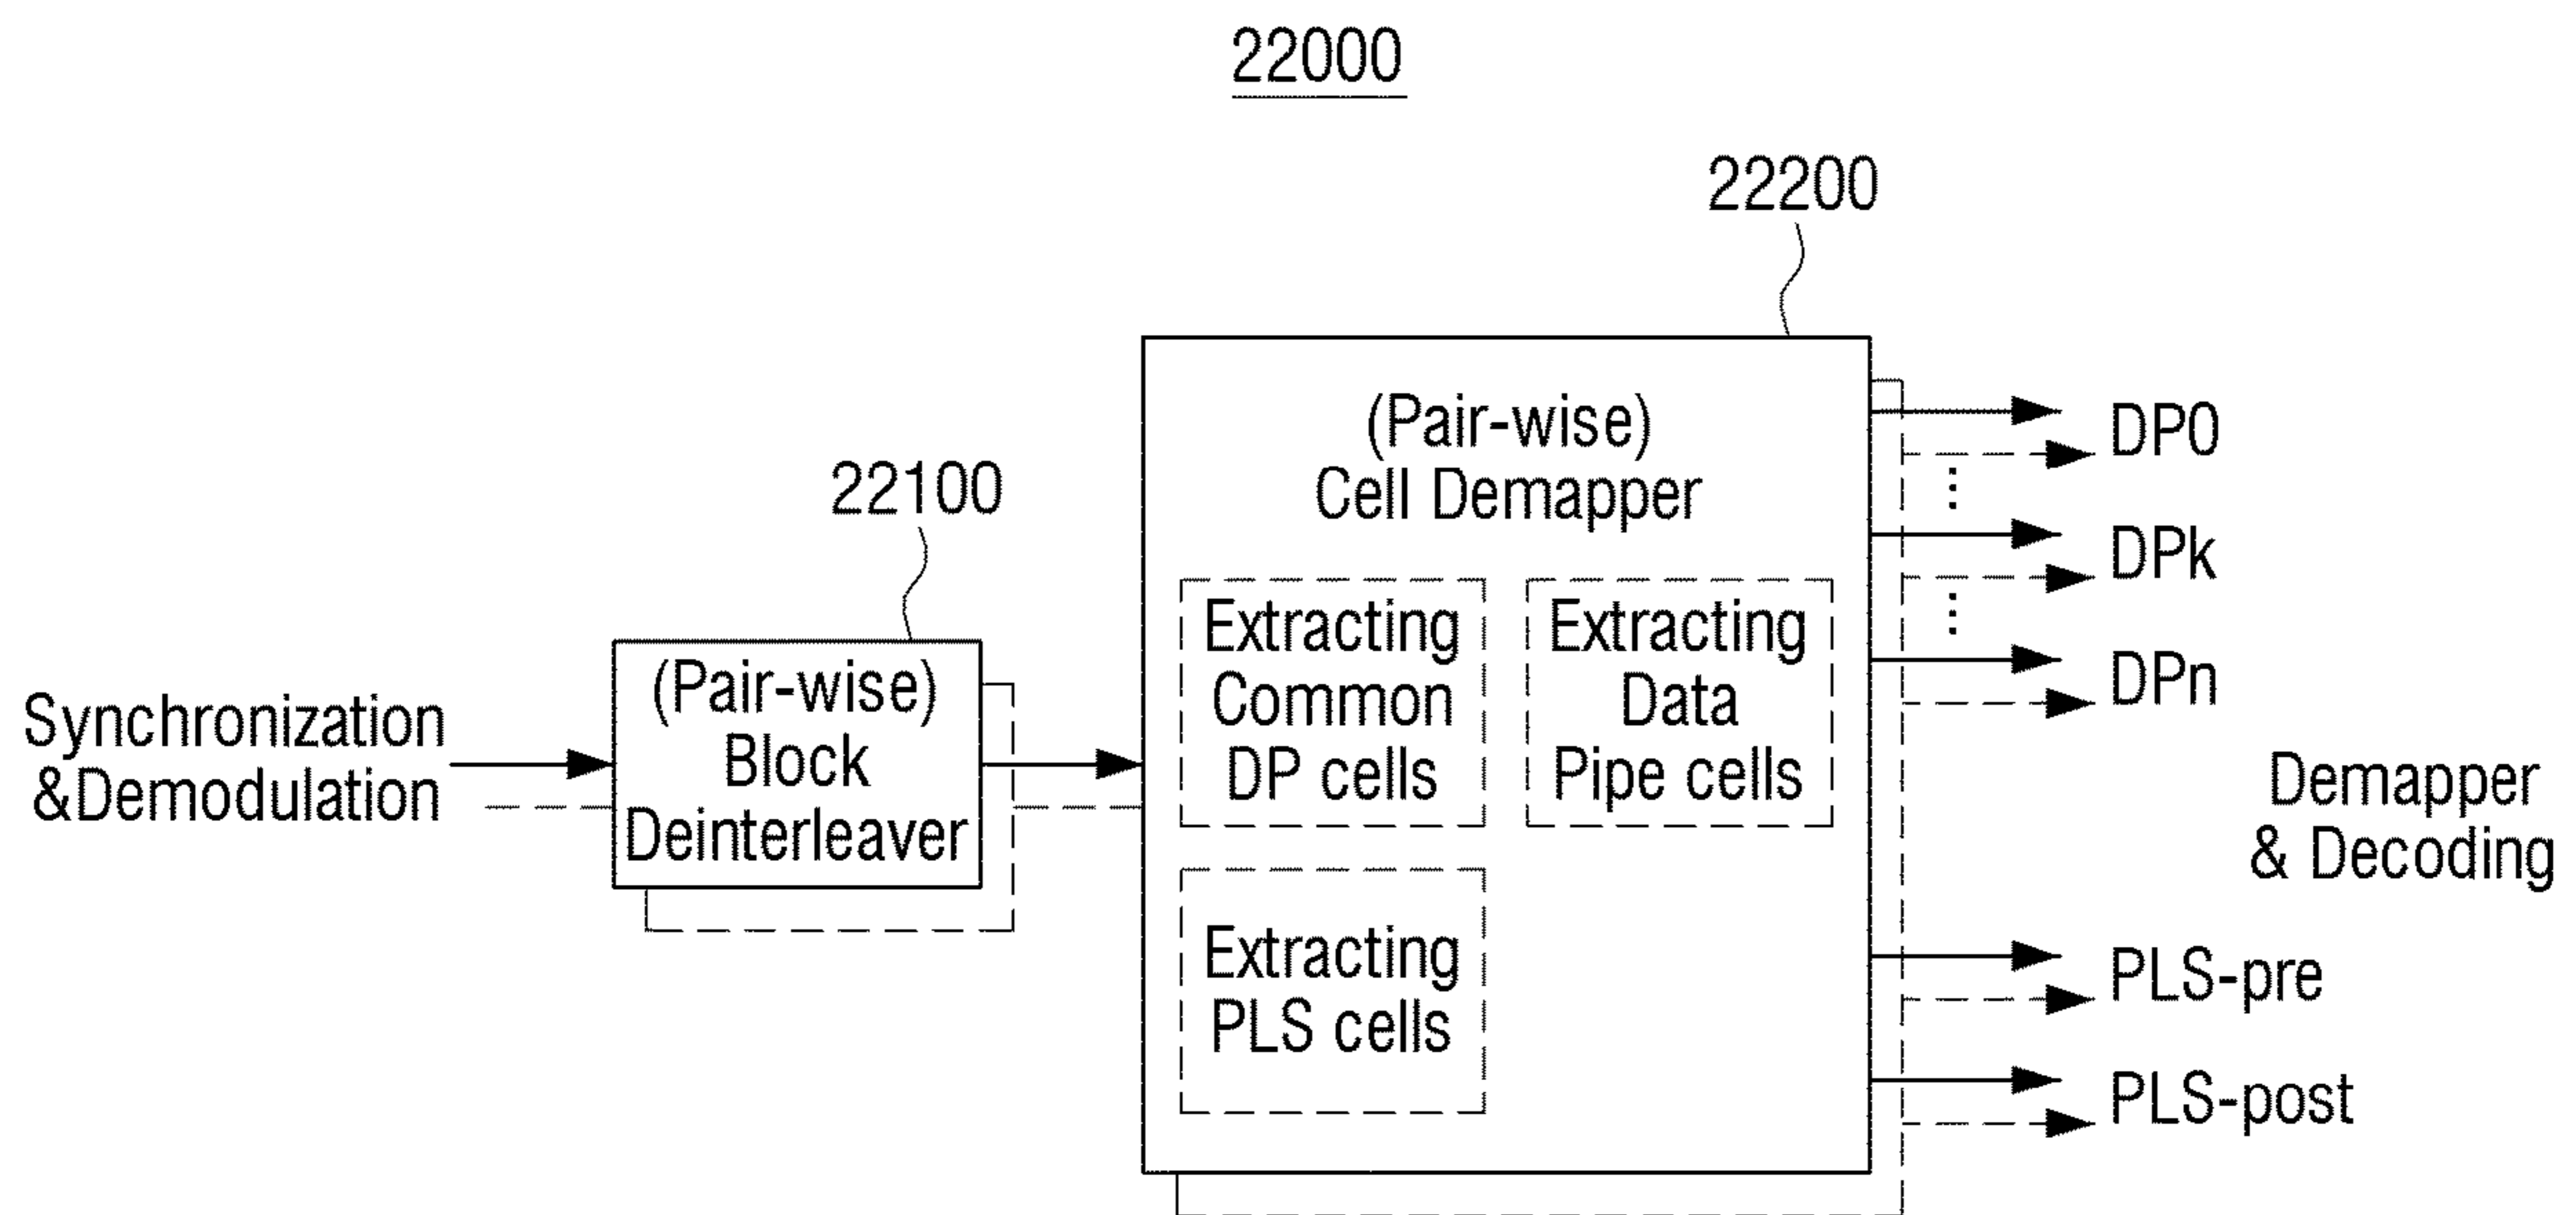 22000
22200
22100
Synchronization
&Demodulation
(Pair-wise)
Block
Deinterleaver
(Pair-wise)
Cell Demapper
Extracting
Common
DP cells
Extracting
Data
Pipe cells
Extracting
PLS cells
DP0
DPk
DPn
Demapper
& Decoding
PLS-pre
PLS-post